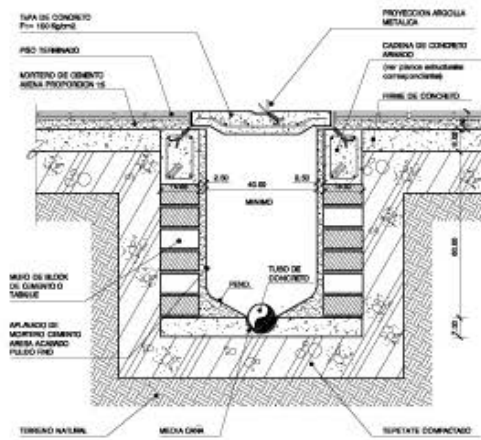 TAPA DE CONCRETO
F'c= 150 Kg/cm2
PROYECCION ARGOLLA
METALICA
PISO TERMINADO
CADENA DE CONCRETO
ARMADO
(ver planos estructurales
correspondientes)
MORTERO DE CEMENTO
ARENA PROPORCION 1:5
FIRME DE CONCRETO
2.50
40.00
2.50
MINIMO
60.00
MURO DE BLOCK
DE CEMENTO O
TABIQUE
PEND.
TUBO DE
CONCRETO
APLANADO DE
MORTERO CEMENTO
ARENA ACABADO
PULIDO FINO
TERRENO NATURAL
MEDIA CAÑA
TEPETATE COMPACTADO